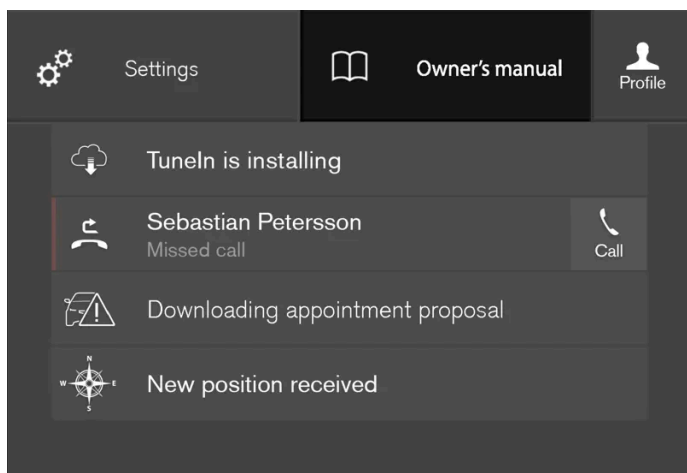 Settings
Owner's manual
Profile
TuneIn is installing
Sebastian Petersson
Missed call
Call
Downloading appointment proposal
N
W E
S
New position received